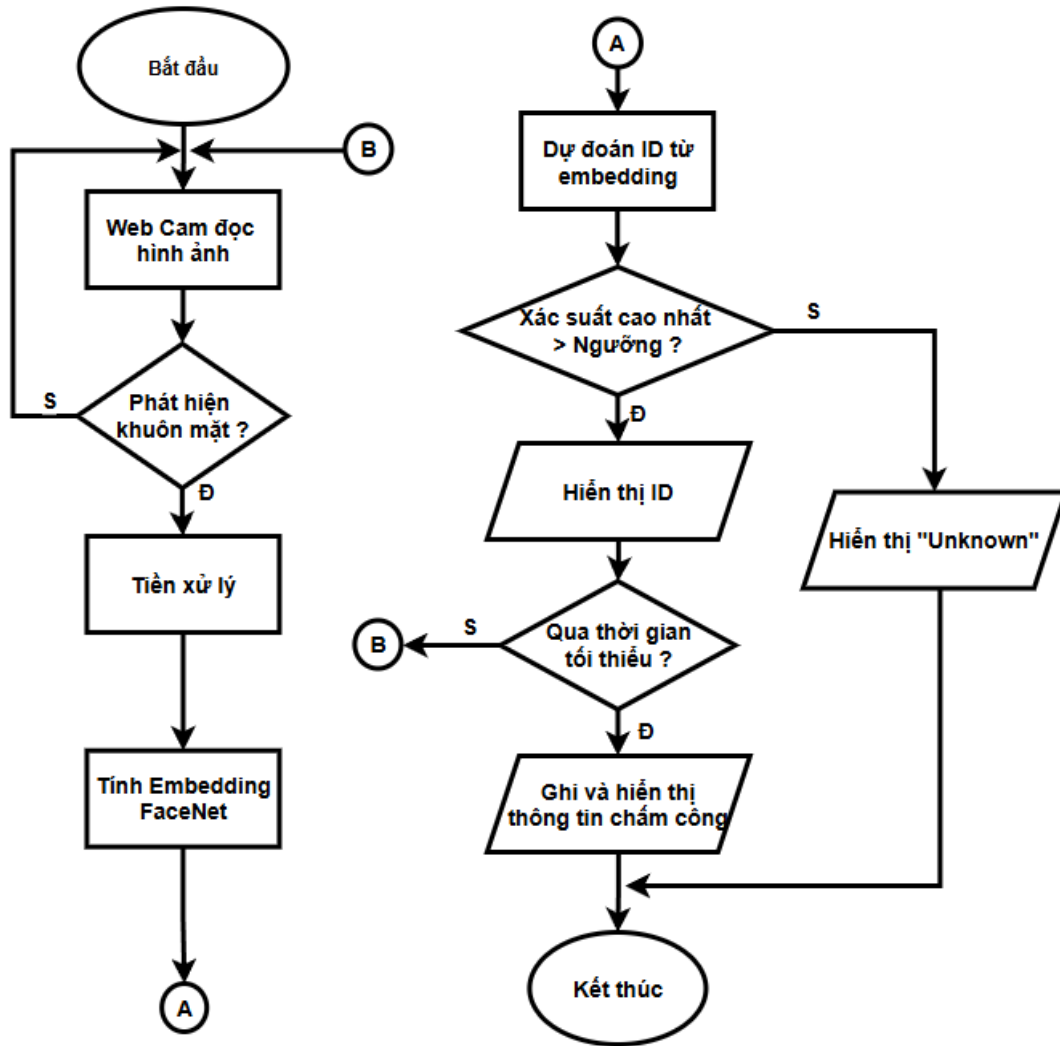 Bắt đầu
B
Web Cam đọc
hình ảnh
Phát hiện
khuôn mặt ?
S
Đ
Tiền xử lý
Tính Embedding
FaceNet
A
A
Dự đoán ID từ
embedding
Xác suất cao nhất
> Ngưỡng ?
S
Đ
Hiển thị ID
Hiển thị "Unknown"
Qua thời gian
tối thiểu ?
S
B
Đ
Ghi và hiển thị
thông tin chấm công
Kết thúc